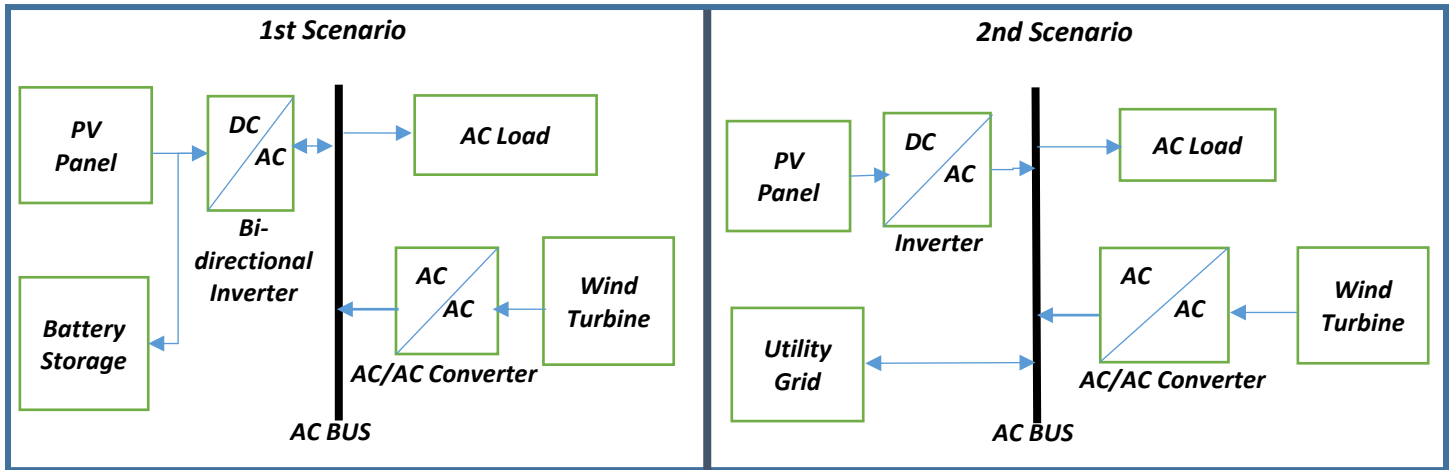 1st Scenario
PV
Panel
DC
AC
Bi-
directional
Inverter
Battery
Storage
AC Load
AC
AC
AC/AC Converter
Wind
Turbine
AC BUS
2nd Scenario
PV
Panel
DC
AC
Inverter
Utility
Grid
AC Load
AC
AC
AC/AC Converter
Wind
Turbine
AC BUS